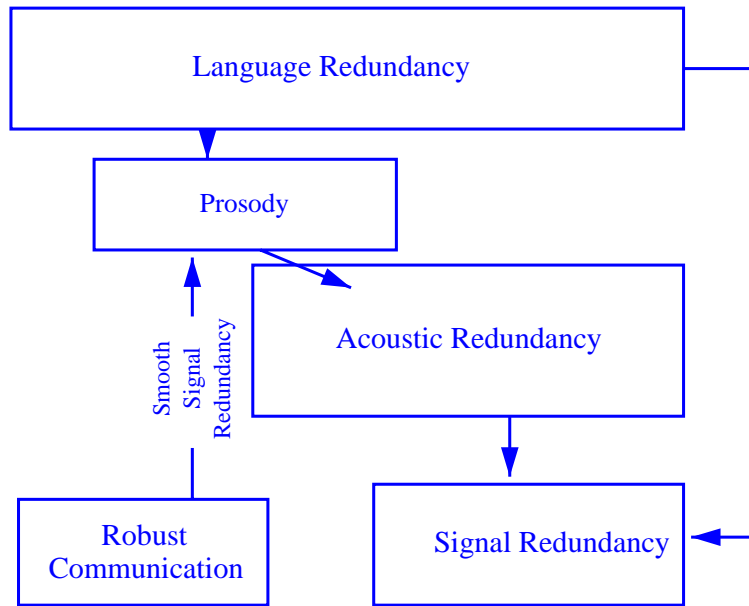 Language Redundancy
Prosody
Acoustic Redundancy
Smooth
Signal
Redundancy
Robust
Communication
Signal Redundancy